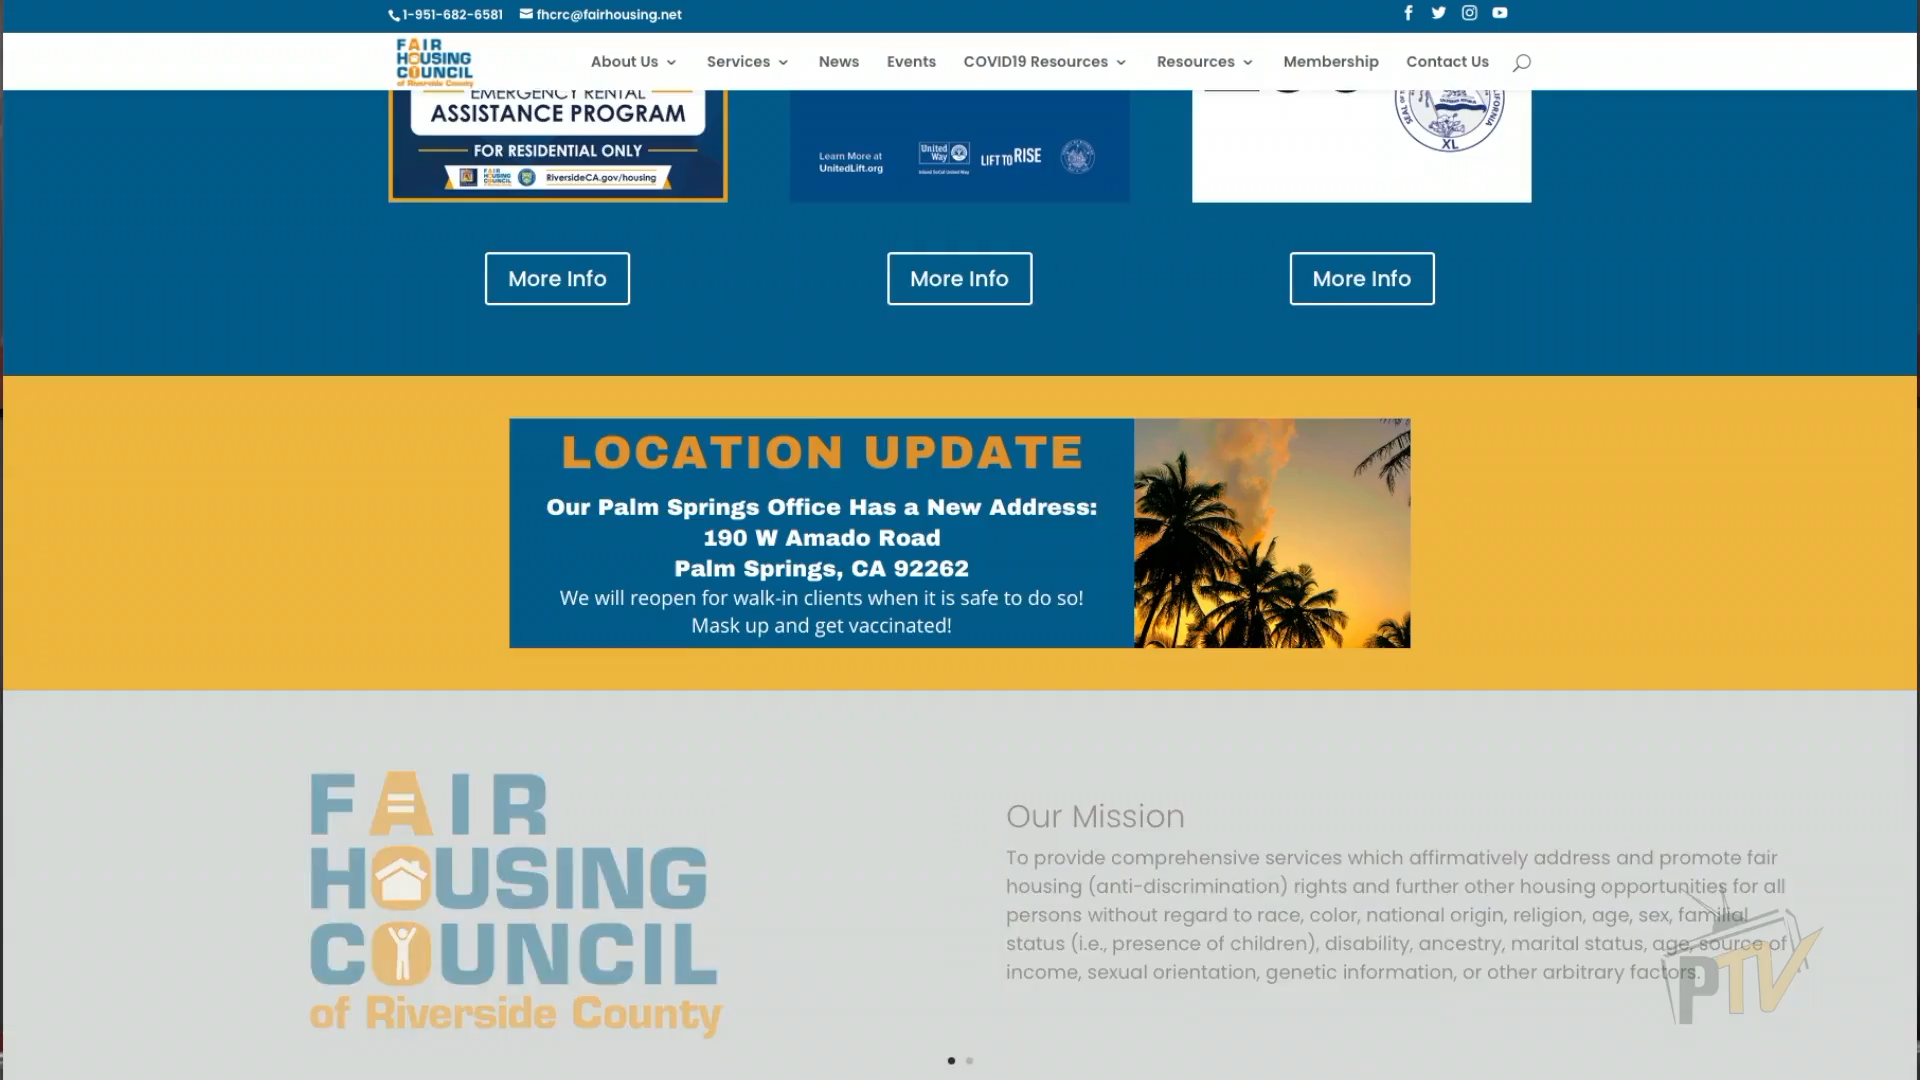 1-951-682-6581 fhcrc@fairhousing.net
FAIR
HOUSING
COUNCIL
of Riverside County
About Us Services News Events COVID19 Resources Resources Membership Contact Us
EMERGENCY RENTAL
ASSISTANCE PROGRAM
FOR RESIDENTIAL ONLY
RiversideCA.gov/housing
Learn More at
UnitedLift.org
United
Way
LIFT TO RISE
XL
More Info More Info More Info
LOCATION UPDATE
Our Palm Springs Office Has a New Address:
190 W Amado Road
Palm Springs, CA 92262
We will reopen for walk-in clients when it is safe to do so!
Mask up and get vaccinated!
FAIR
HOUSING
COUNCIL
of Riverside County
Our Mission
To provide comprehensive services which affirmatively address and promote fair
housing (anti-discrimination) rights and further other housing opportunities for all
persons without regard to race, color, national origin, religion, age, sex, familial
status (i.e., presence of children), disability, ancestry, marital status, age, source of
income, sexual orientation, genetic information, or other arbitrary factors.
PTV